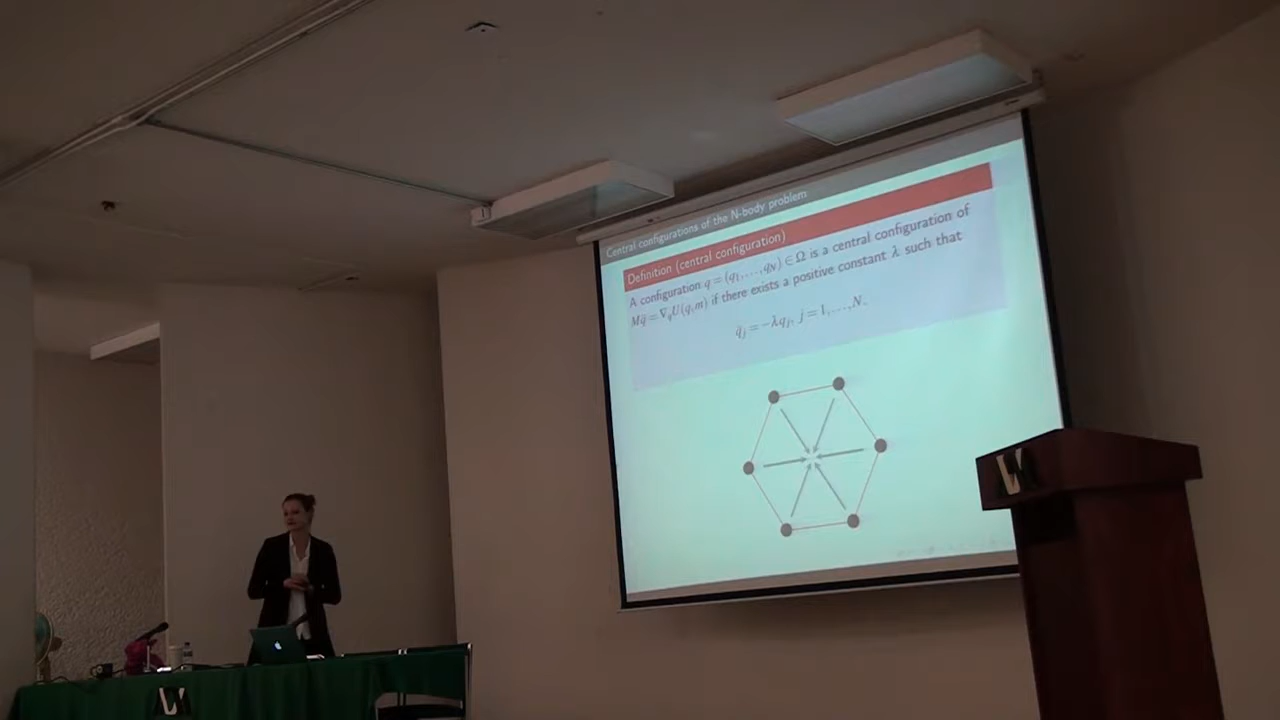 Central configurations of the N-body problem
Definition (central configuration)
A configuration q = (q₁,…,q_N) ∈ Ω is a central configuration of
Mq̈ = ∇_qU(q,m) if there exists a positive constant λ such that
q̈_j = −λq_j, j = 1,…,N.